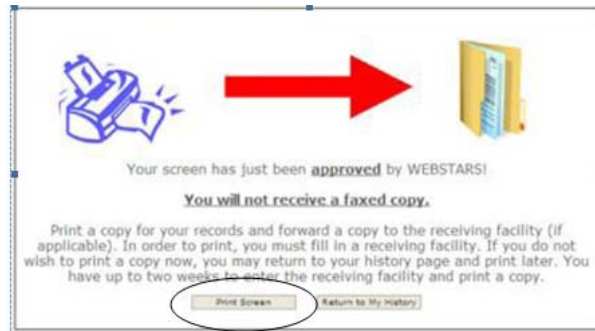 Your screen has just been approved by WEBSTARS!
You will not receive a faxed copy.
Print a copy for your records and forward a copy to the receiving facility (if
applicable). In order to print, you must fill in a receiving facility. If you do not
wish to print a copy now, you may return to your history page and print later. You
have up to two weeks to enter the receiving facility and print a copy.
Print Screen Return to My History